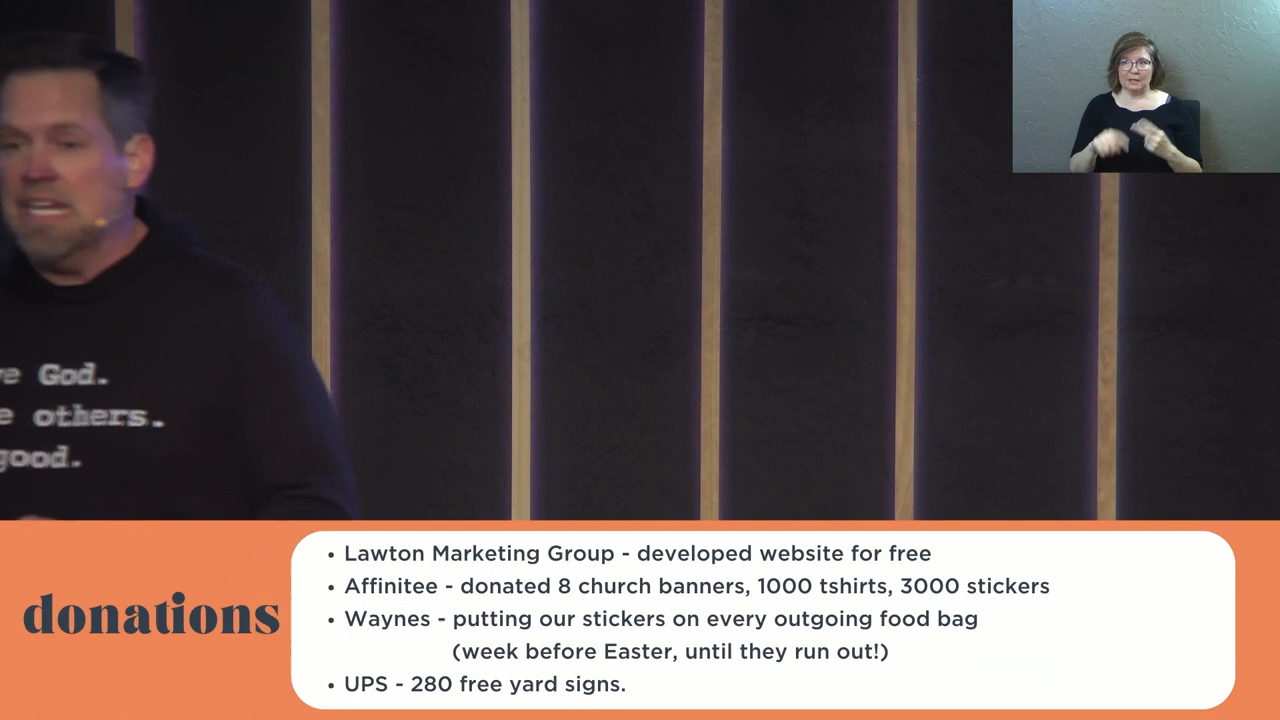 God.
others.
good.
donations
• Lawton Marketing Group - developed website for free
• Affinitee - donated 8 church banners, 1000 tshirts, 3000 stickers
• Waynes - putting our stickers on every outgoing food bag
(week before Easter, until they run out!)
• UPS - 280 free yard signs.